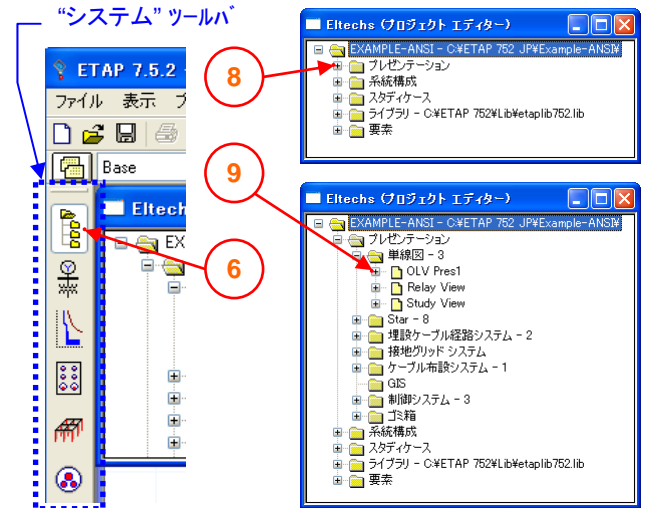 “システム” ツールバ
ETAP 7.5.2
ファイル 表示
Base
Eltech
EX
6
8
9
Eltechs (プロジェクト エディター)
EXAMPLE-ANSI - C:¥ETAP 752 JP¥Example-ANSI¥
プレゼンテーション
系統構成
スタディケース
ライブラリ - C:¥ETAP 752¥Lib¥etaplib752.lib
要素
Eltechs (プロジェクト エディター)
EXAMPLE-ANSI - C:¥ETAP 752 JP¥Example-ANSI¥
プレゼンテーション
単線図 - 3
OLV Pres1
Relay View
Study View
Star - 8
埋設ケーブル経路システム - 2
接地グリッド システム
ケーブル布設システム - 1
GIS
制御システム - 3
ゴミ箱
系統構成
スタディケース
ライブラリ - C:¥ETAP 752¥Lib¥etaplib752.lib
要素